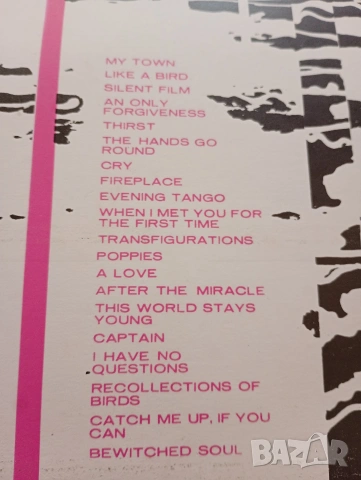 MY TOWN
LIKE A BIRD
SILENT FILM
AN ONLY
FORGIVENESS
THIRST
THE HANDS GO
ROUND
CRY
FIREPLACE
EVENING TANGO
WHEN I MET YOU FOR
THE FIRST TIME
TRANSFIGURATIONS
POPPIES
A LOVE
AFTER THE MIRACLE
THIS WORLD STAYS
YOUNG
CAPTAIN
I HAVE NO
QUESTIONS
RECOLLECTIONS OF
BIRDS
CATCH ME UP, IF YOU
CAN
BEWITCHED SOUL
BAZAR